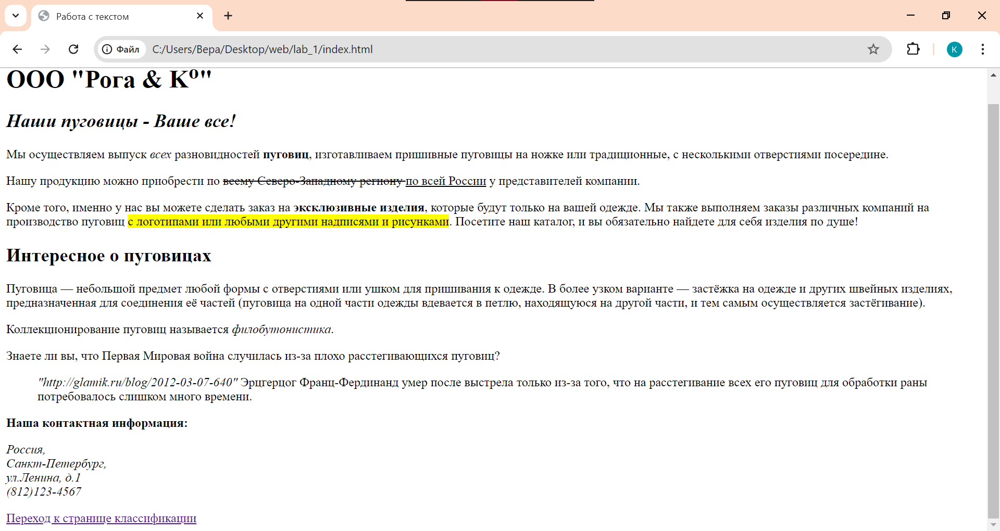 Работа с текстом
Файл C:/Users/Вера/Desktop/web/lab_1/index.html
K
ООО "Рога & Kº"
Наши пуговицы - Ваше все!
Мы осуществляем выпуск всех разновидностей пуговиц, изготавливаем пришивные пуговицы на ножке или традиционные, с несколькими отверстиями посередине.
Нашу продукцию можно приобрести по всему Северо-Западному региону по всей России у представителей компании.
Кроме того, именно у нас вы можете сделать заказ на эксклюзивные изделия, которые будут только на вашей одежде. Мы также выполняем заказы различных компаний на
производство пуговиц с логотипами или любыми другими надписями и рисунками. Посетите наш каталог, и вы обязательно найдете для себя изделия по душе!
Интересное о пуговицах
Пуговица — небольшой предмет любой формы с отверстиями или ушком для пришивания к одежде. В более узком варианте — застёжка на одежде и других швейных изделиях,
предназначенная для соединения её частей (пуговица на одной части одежды вдевается в петлю, находящуюся на другой части, и тем самым осуществляется застёгивание).
Коллекционирование пуговиц называется филобутонистика.
Знаете ли вы, что Первая Мировая война случилась из-за плохо расстегивающихся пуговиц?
"http://glamik.ru/blog/2012-03-07-640" Эрцгерцог Франц-Фердинанд умер после выстрела только из-за того, что на расстегивание всех его пуговиц для обработки раны
потребовалось слишком много времени.
Наша контактная информация:
Россия,
Санкт-Петербург,
ул.Ленина, д.1
(812)123-4567
Переход к странице классификации